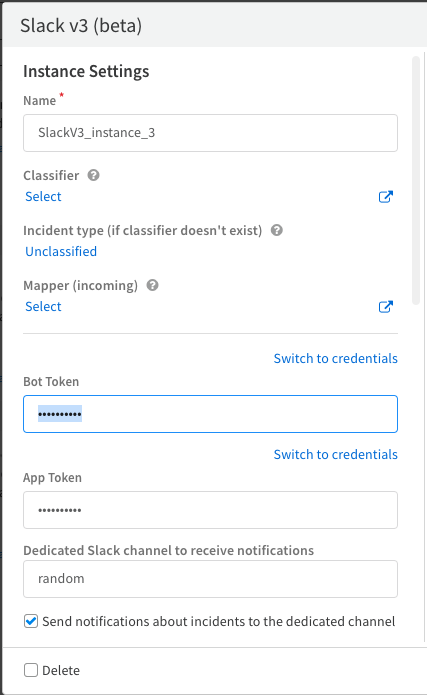 Slack v3 (beta)
Instance Settings
Name *
SlackV3_instance_3
Classifier ?
Select
Incident type (if classifier doesn't exist) ?
Unclassified
Mapper (incoming) ?
Select
Switch to credentials
Bot Token
••••••••••
Switch to credentials
App Token
••••••••••
Dedicated Slack channel to receive notifications
random
Send notifications about incidents to the dedicated channel
Delete